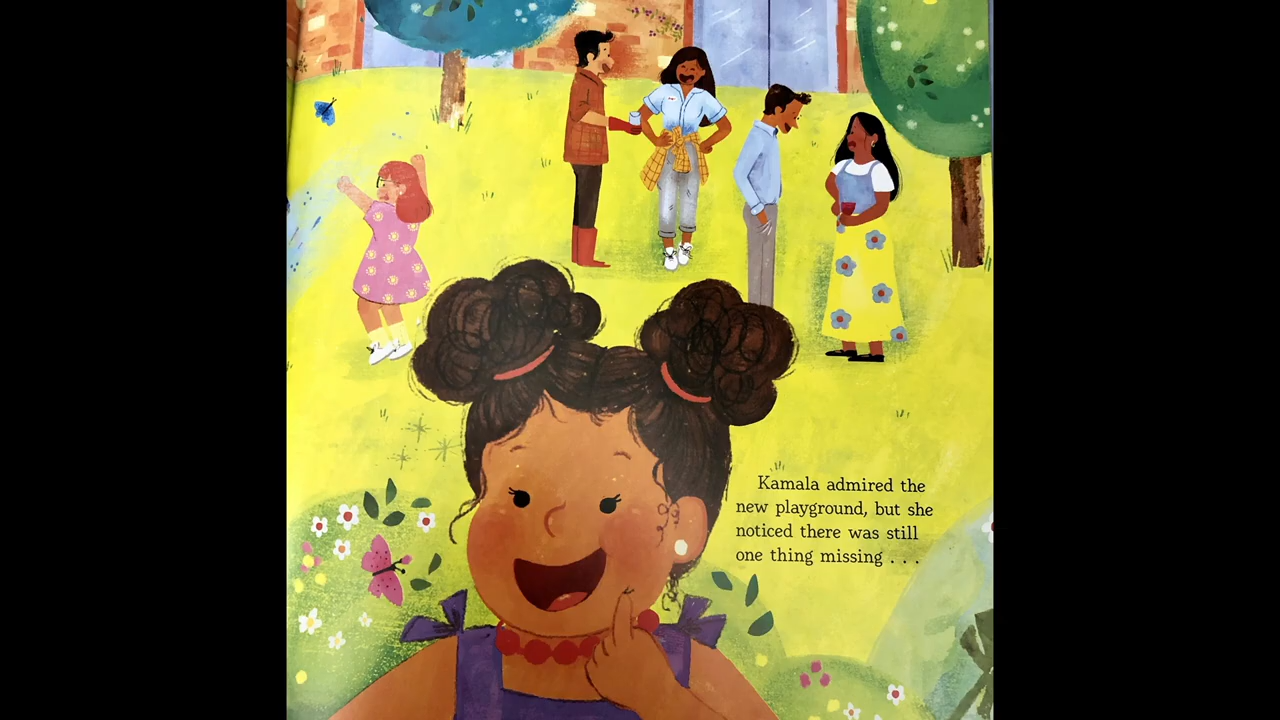 Kamala admired the
new playground, but she
noticed there was still
one thing missing . . .